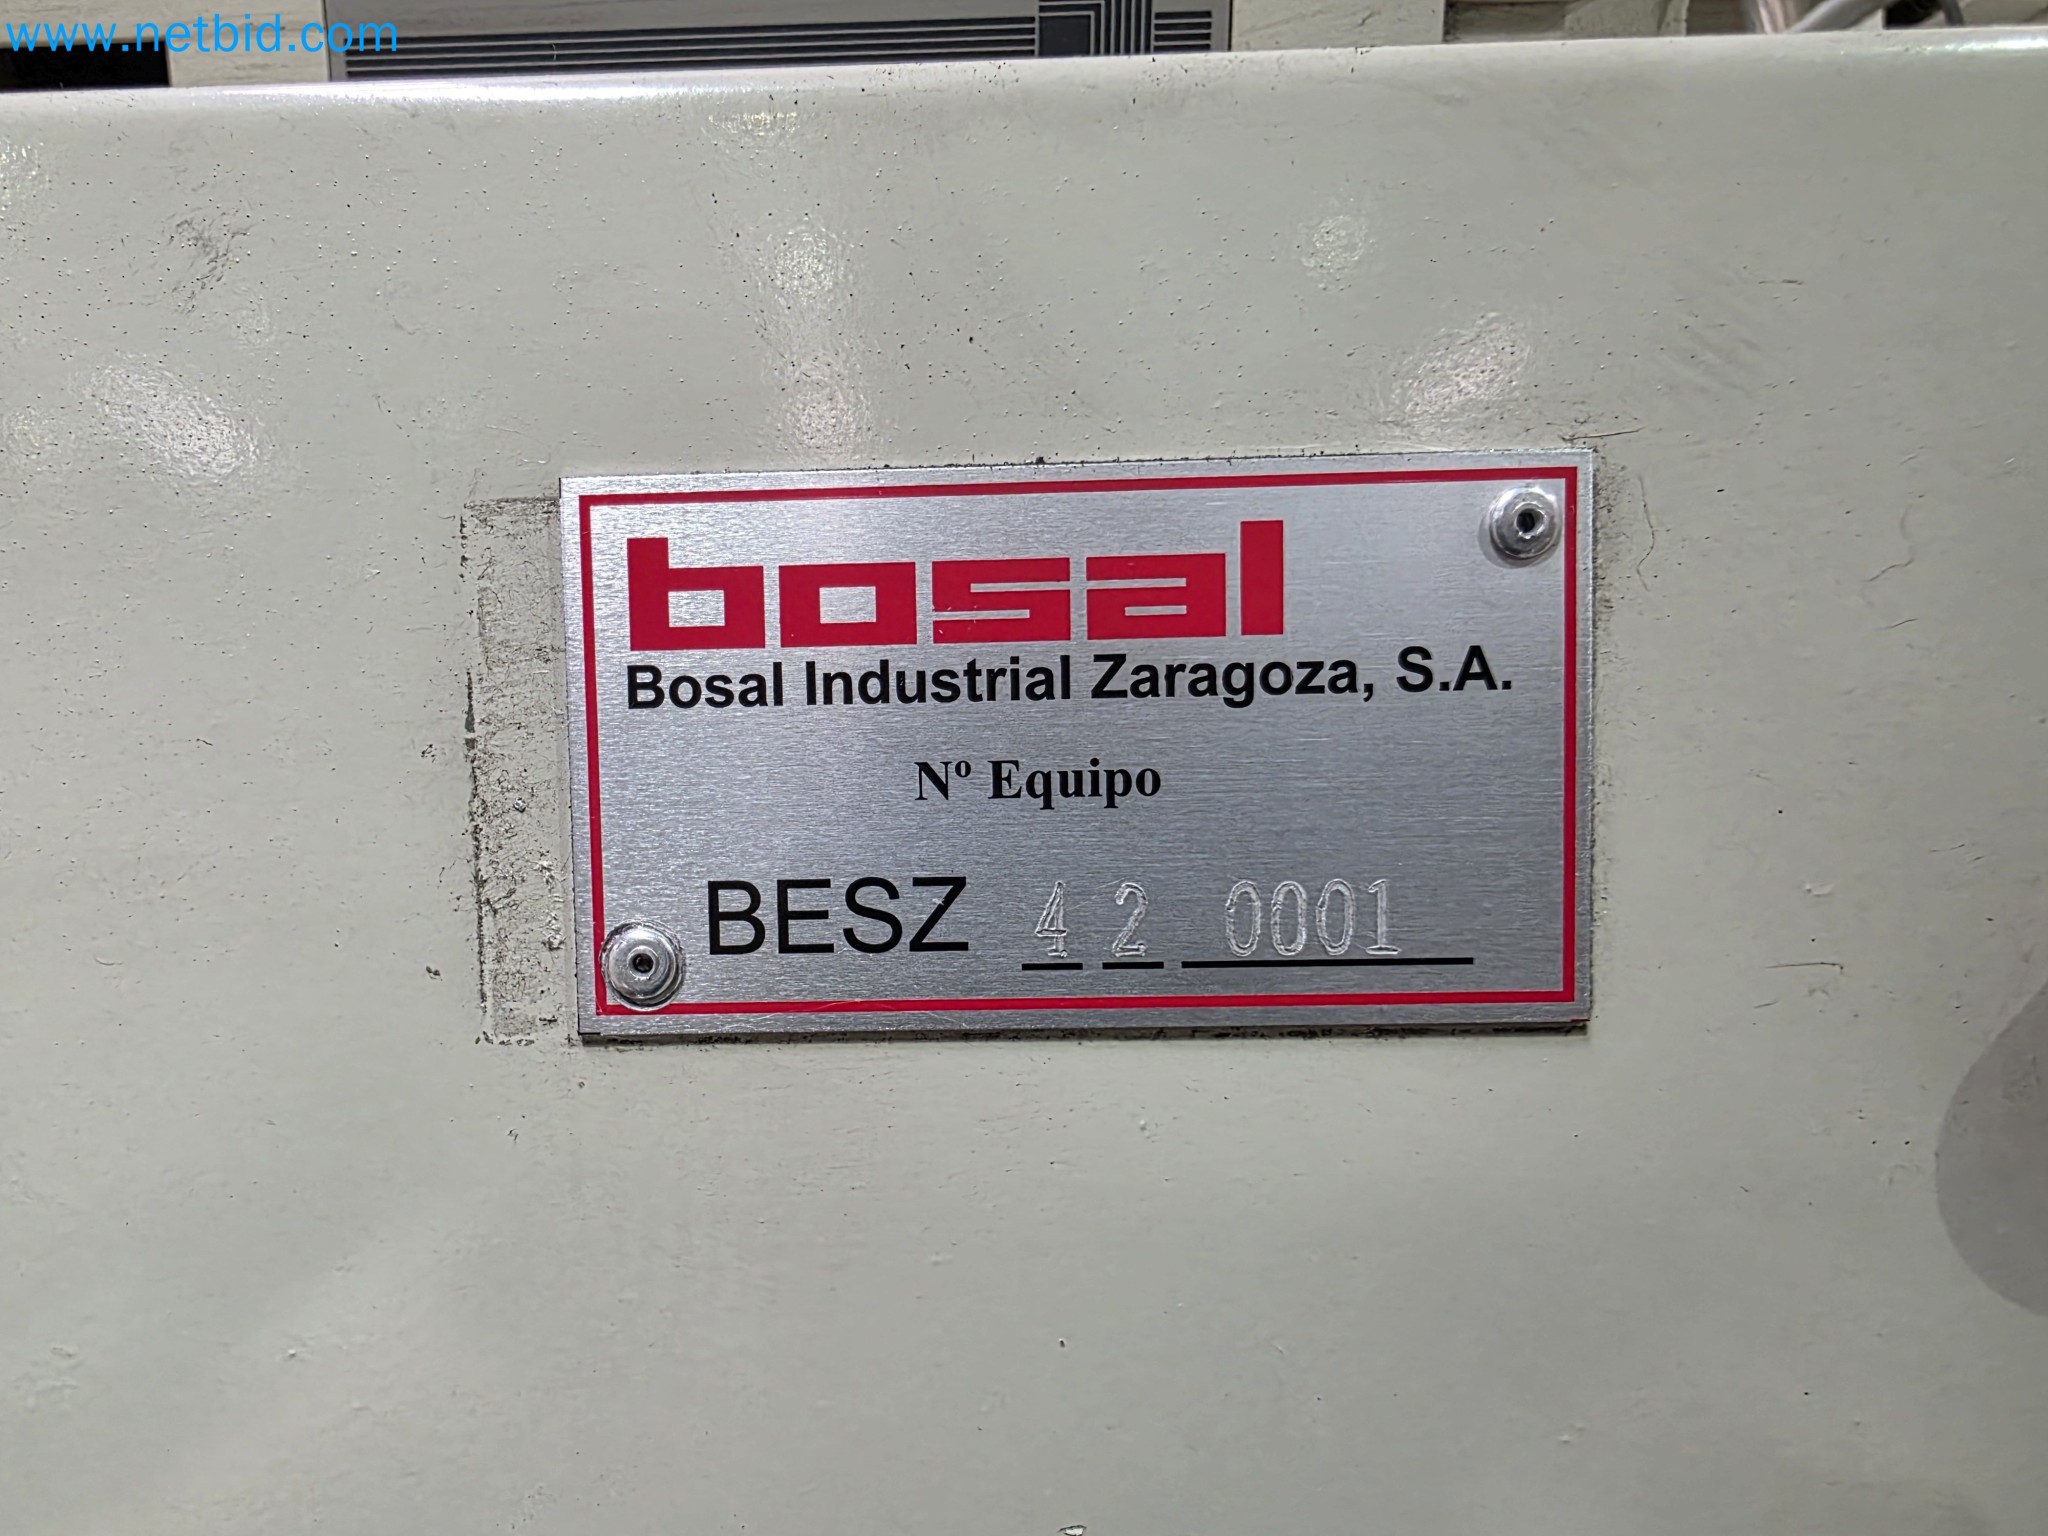 www.netbid.com
bosal
Bosal Industrial Zaragoza, S.A.
Nº Equipo
BESZ 4 2 0001